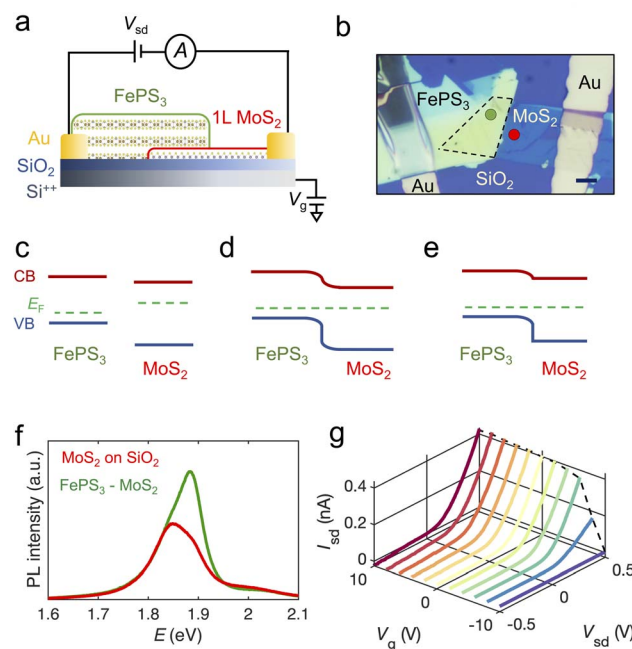 a
V_sd
A
FePS₃
1L MoS₂
Au
SiO₂
Si⁺⁺
V_g
b
FePS₃
MoS₂
Au
Au
SiO₂
c
CB
E_F
VB
FePS₃
MoS₂
d
FePS₃
MoS₂
e
FePS₃
MoS₂
f
MoS₂ on SiO₂
FePS₃ - MoS₂
PL intensity (a.u.)
1.6 1.7 1.8 1.9 2.0 2.1
E (eV)
g
I_sd (nA)
0.4
0.2
0
10
0
-10
V_g (V)
-0.5
0
0.5
V_sd (V)